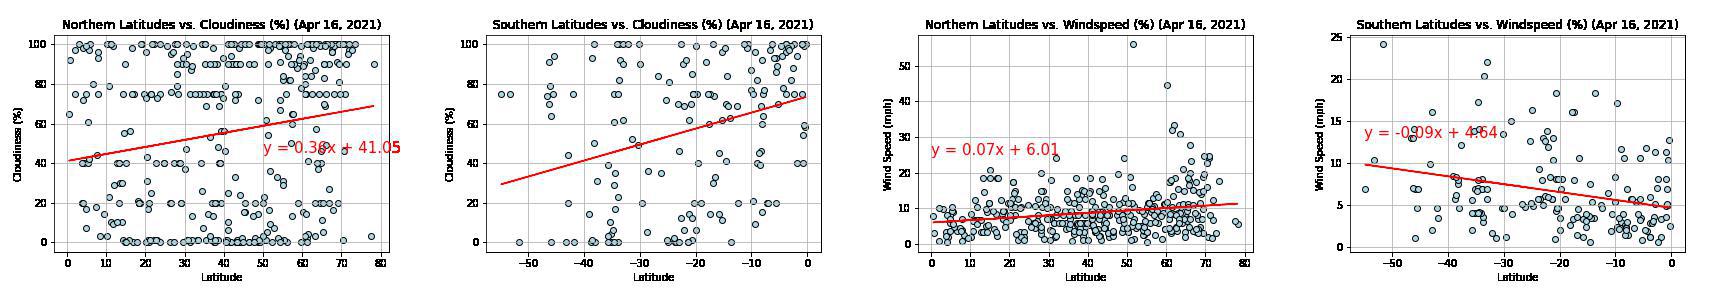 Northern Latitudes vs. Cloudiness (%) (Apr 16, 2021)
100
80
60
40
20
0
Cloudiness (%)
y = 0.36x + 41.05
0 10 20 30 40 50 60 70 80
Latitude
Southern Latitudes vs. Cloudiness (%) (Apr 16, 2021)
100
80
60
40
20
0
Cloudiness (%)
−50 −40 −30 −20 −10 0
Latitude
Northern Latitudes vs. Windspeed (%) (Apr 16, 2021)
50
40
30
20
10
0
Wind Speed (mph)
y = 0.07x + 6.01
0 10 20 30 40 50 60 70 80
Latitude
Southern Latitudes vs. Windspeed (%) (Apr 16, 2021)
25
20
15
10
5
0
Wind Speed (mph)
y = -0.09x + 4.64
−50 −40 −30 −20 −10 0
Latitude